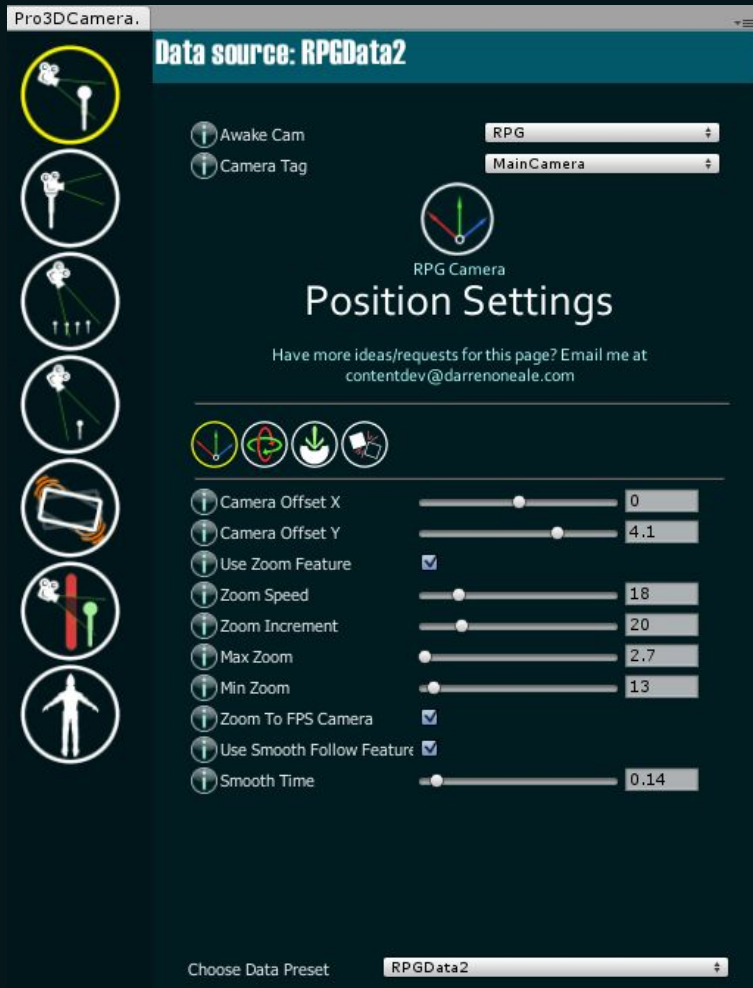 Pro3DCamera.
Data source: RPGData2
Awake Cam RPG
Camera Tag MainCamera
RPG Camera
Position Settings
Have more ideas/requests for this page? Email me at
contentdev@darrenoneale.com
Camera Offset X 0
Camera Offset Y 4.1
Use Zoom Feature
Zoom Speed 18
Zoom Increment 20
Max Zoom 2.7
Min Zoom 13
Zoom To FPS Camera
Use Smooth Follow Feature
Smooth Time 0.14
Choose Data Preset RPGData2